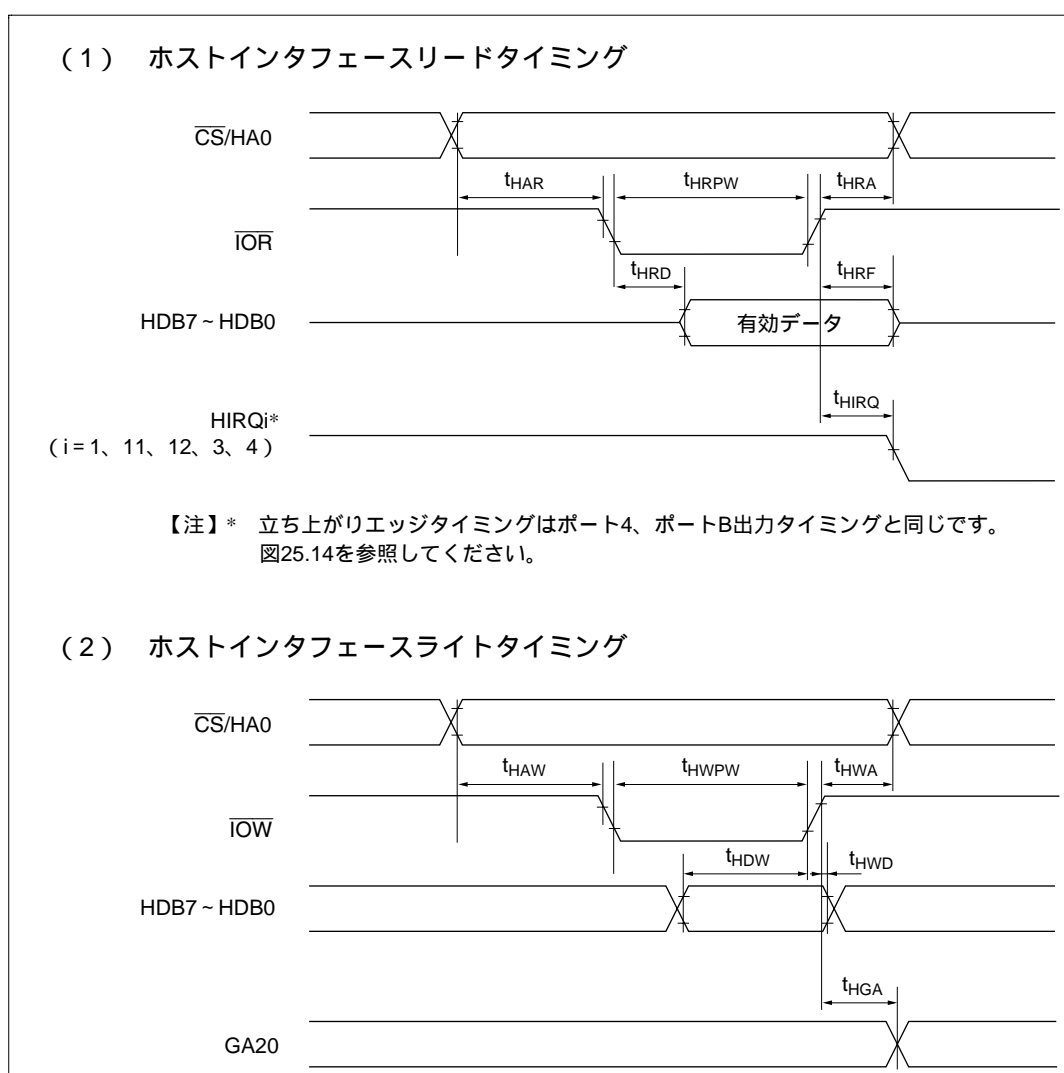 (1) ホストインタフェースリードタイミング
C̅S̅/HA0
tHAR
tHRPW
tHRA
I̅O̅R̅
tHRD
tHRF
HDB7～HDB0
有効データ
tHIRQ
HIRQi*
(i=1、11、12、3、4)
【注】* 立ち上がりエッジタイミングはポート4、ポートB出力タイミングと同じです。
図25.14を参照してください。
(2) ホストインタフェースライトタイミング
C̅S̅/HA0
tHAW
tHWPW
tHWA
I̅O̅W̅
tHDW
tHWD
HDB7～HDB0
tHGA
GA20